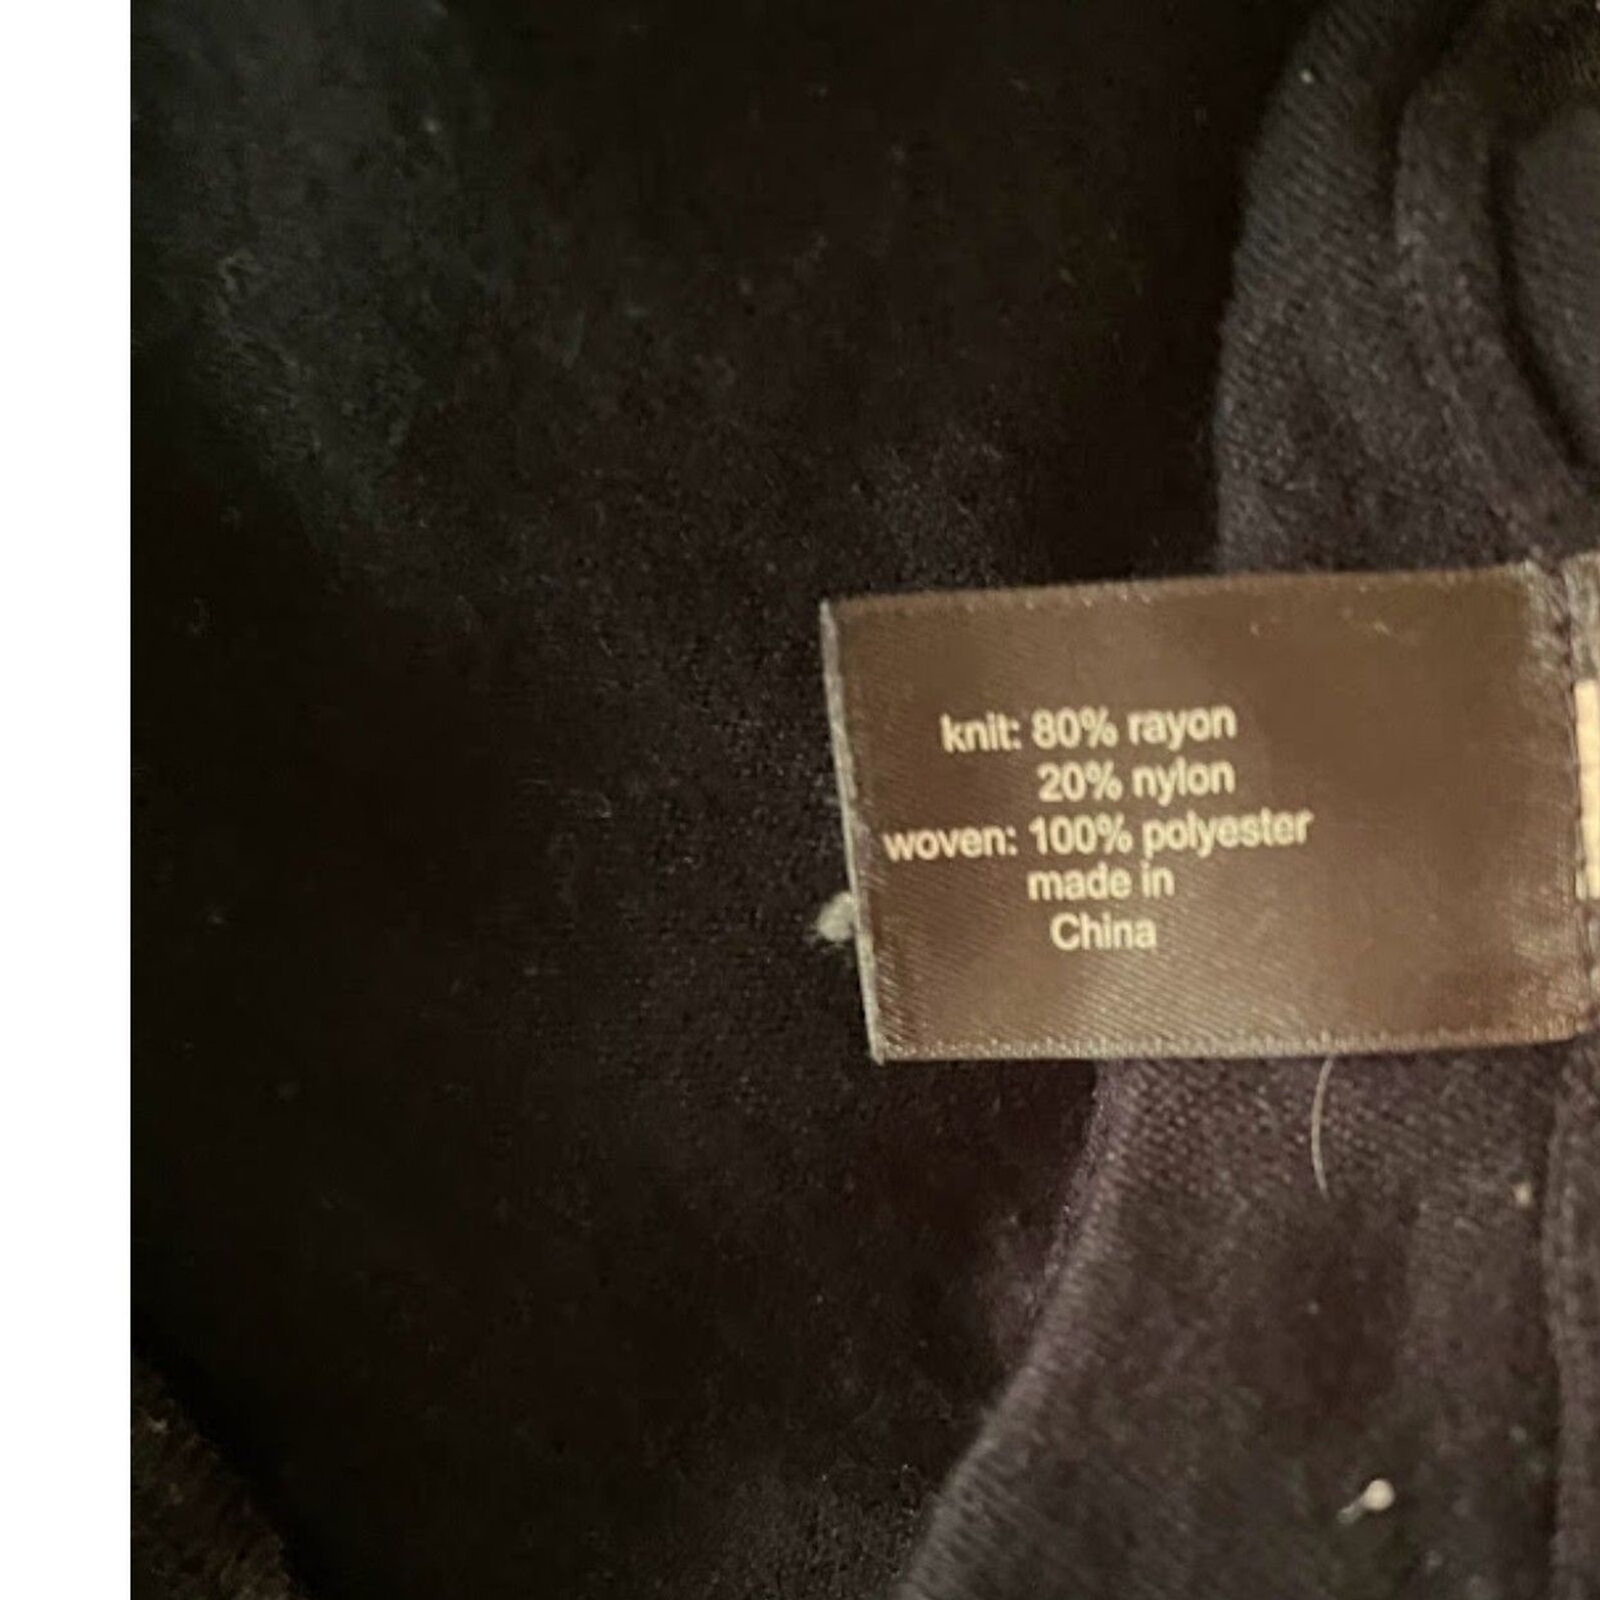 knit: 80% rayon
20% nylon
woven: 100% polyester
made in
China